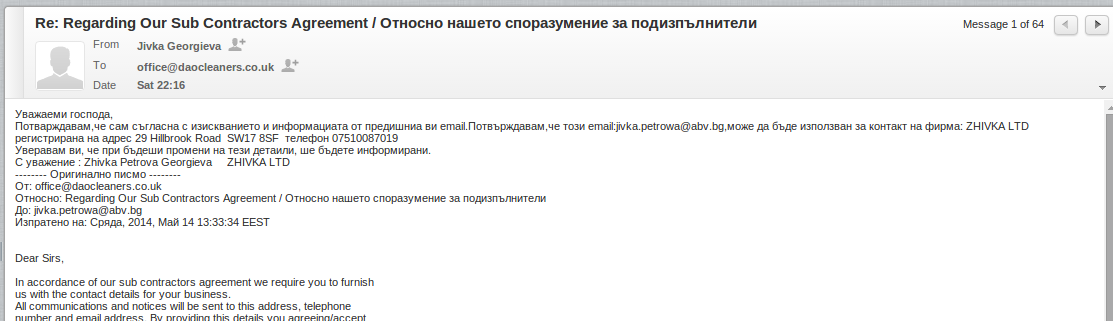 Re: Regarding Our Sub Contractors Agreement / Относно нашето споразумение за подизпълнители
Message 1 of 64
From Jivka Georgieva
To office@daocleaners.co.uk
Date Sat 22:16
Уважаеми господа,
Потварждавам,че сам съгласна с изискванието и информациата от предишниа ви email.Потвърждавам,че този email:jivka.petrowa@abv.bg,може да бъде използван за контакт на фирма: ZHIVKA LTD
регистрирана на адрес 29 Hillbrook Road SW17 8SF телефон 07510087019
Уверавам ви, че при бъдеши промени на тези детаили, ше бъдете информирани.
С уважение : Zhivka Petrova Georgieva ZHIVKA LTD
-------- Оригинално писмо --------
От: office@daocleaners.co.uk
Относно: Regarding Our Sub Contractors Agreement / Относно нашето споразумение за подизпълнители
До: jivka.petrowa@abv.bg
Изпратено на: Сряда, 2014, Май 14 13:33:34 EEST
Dear Sirs,
In accordance of our sub contractors agreement we require you to furnish
us with the contact details for your business.
All communications and notices will be sent to this address, telephone
number and email address. By providing this details you agreeing/accept